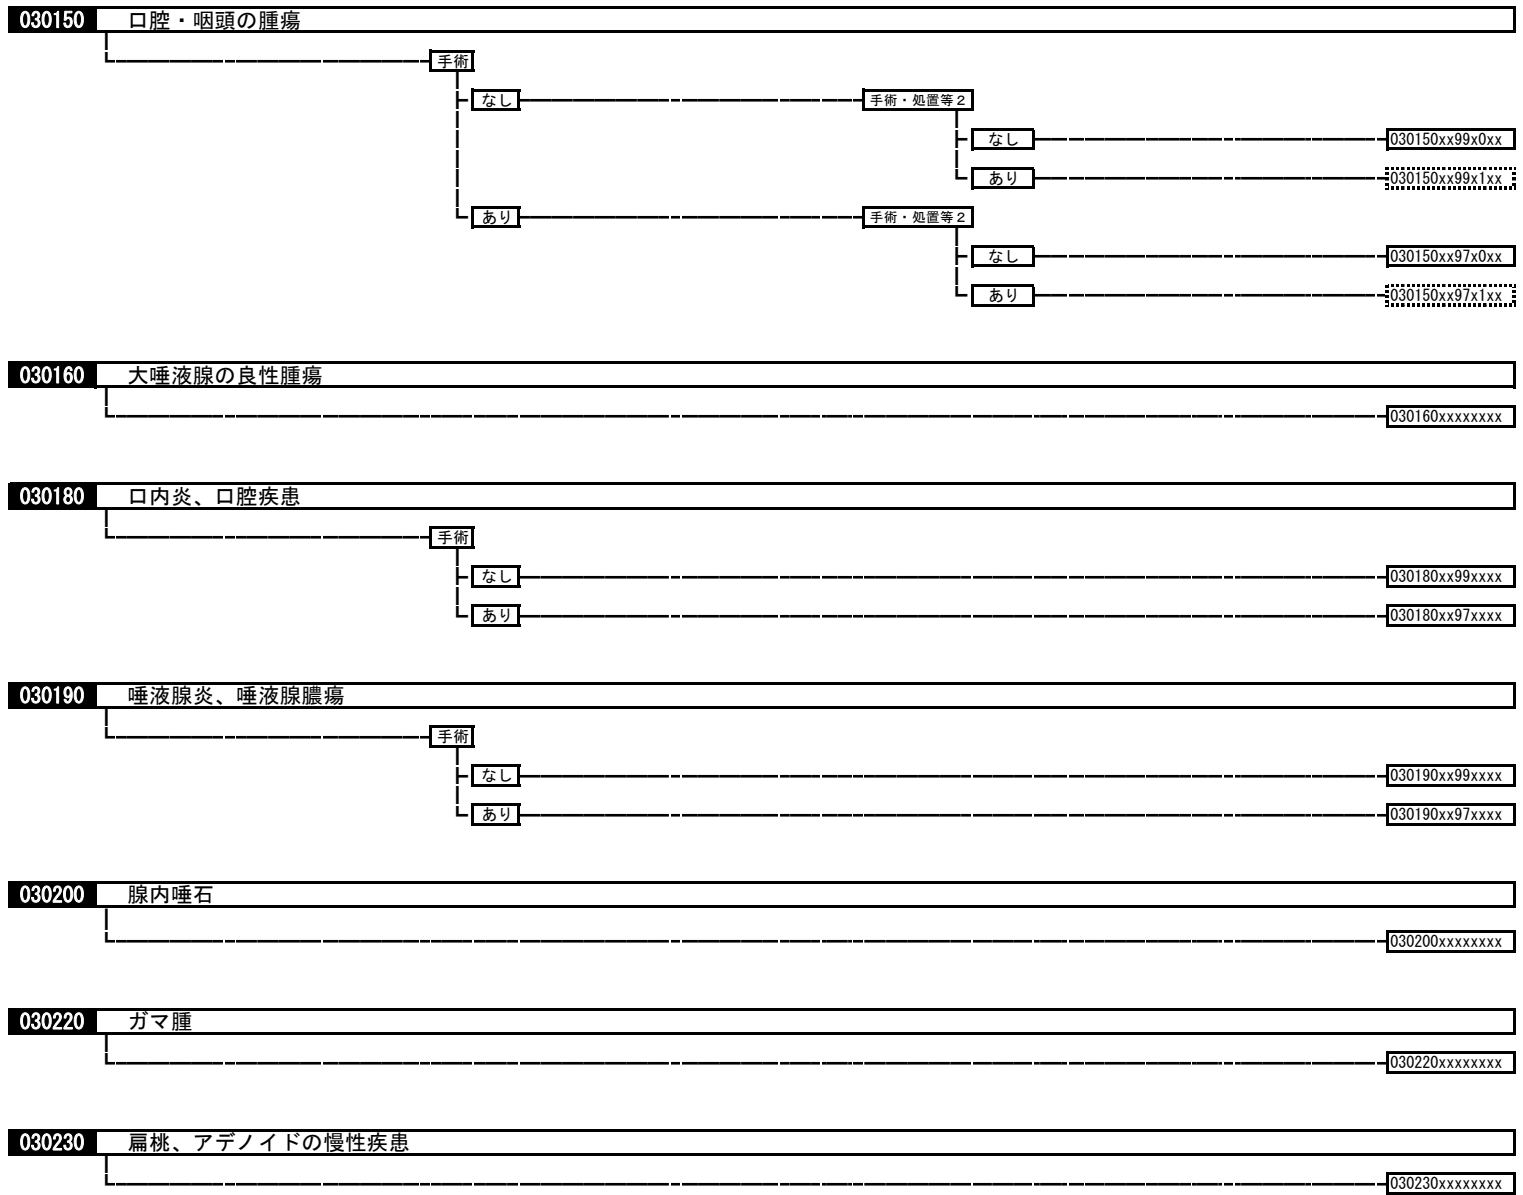 030150 口腔・咽頭の腫瘍
手術
なし 手術・処置等２
なし 030150xx99x0xx
あり 030150xx99x1xx
あり 手術・処置等２
なし 030150xx97x0xx
あり 030150xx97x1xx
030160 大唾液腺の良性腫瘍
030160xxxxxxxx
030180 口内炎、口腔疾患
手術
なし 030180xx99xxxx
あり 030180xx97xxxx
030190 唾液腺炎、唾液腺膿瘍
手術
なし 030190xx99xxxx
あり 030190xx97xxxx
030200 腺内唾石
030200xxxxxxxx
030220 ガマ腫
030220xxxxxxxx
030230 扁桃、アデノイドの慢性疾患
030230xxxxxxxx